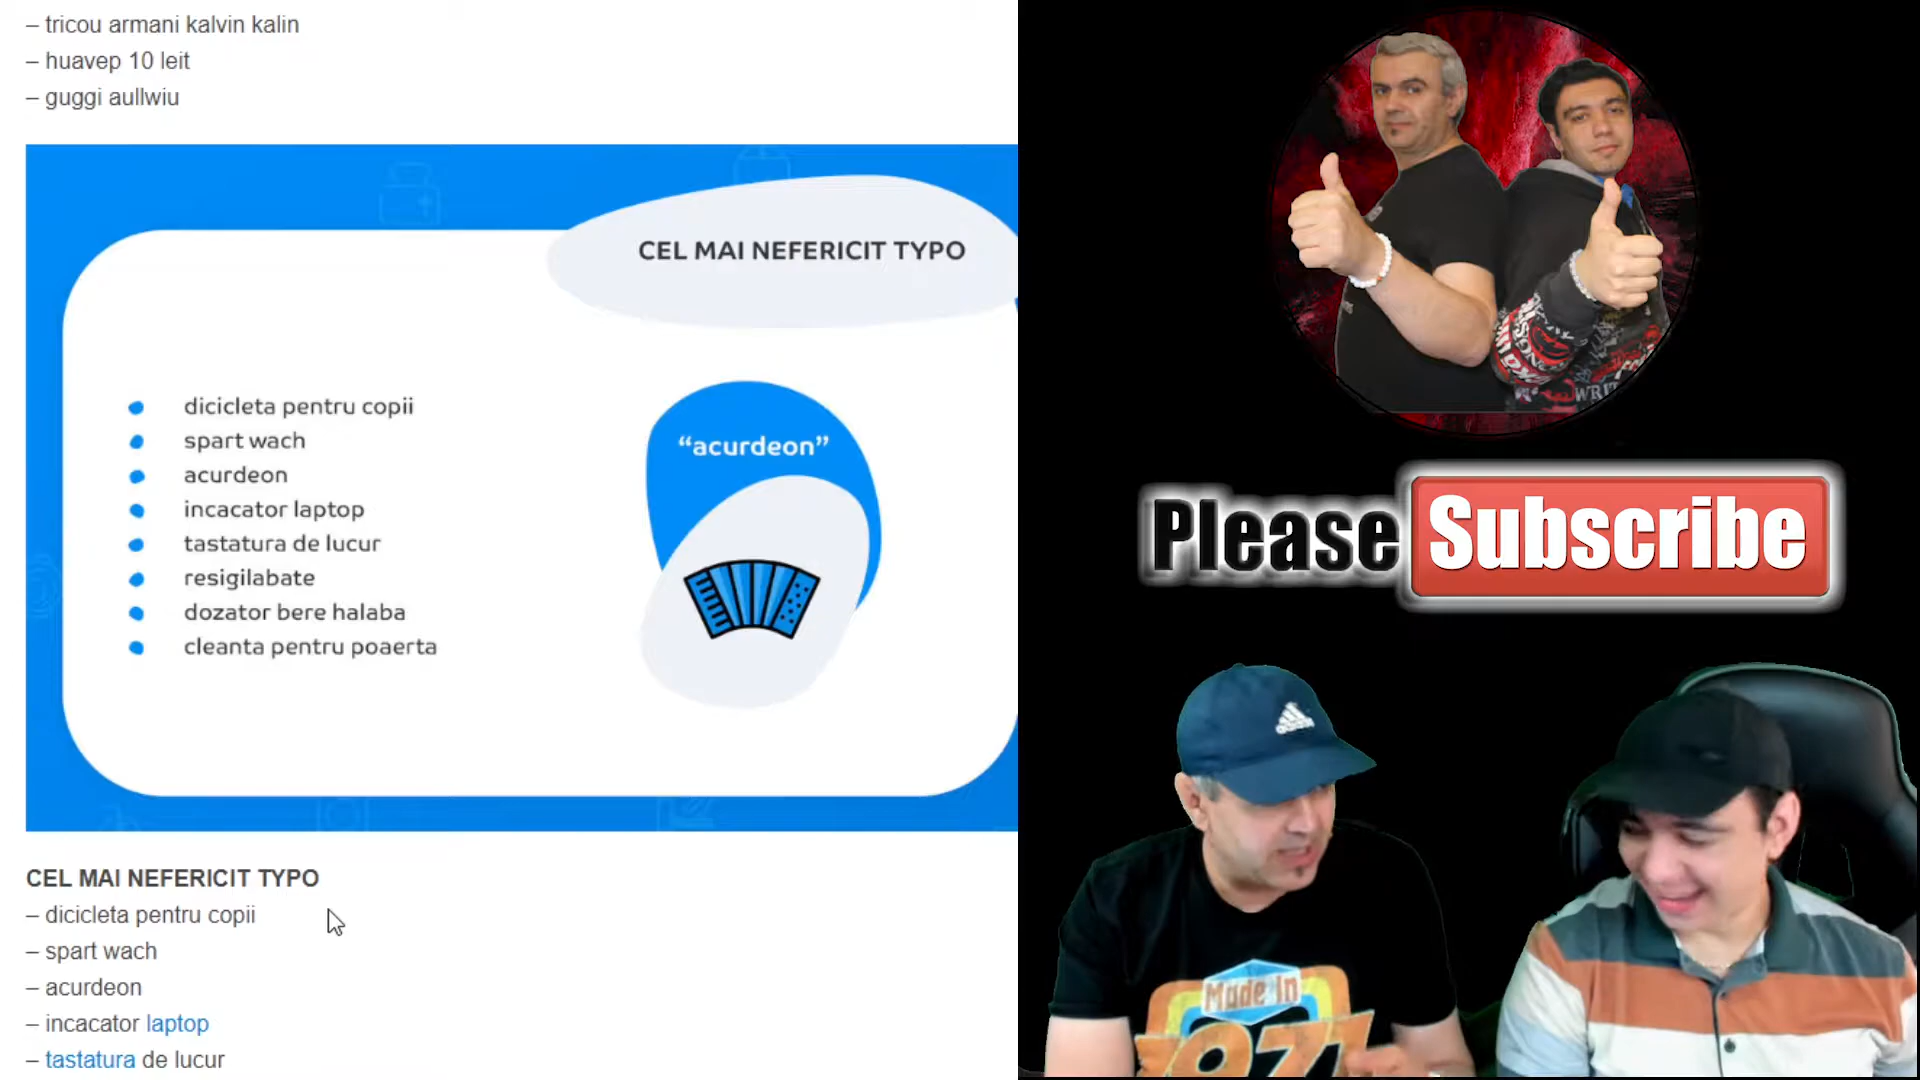 – tricou armani kalvin kalin
– huavep 10 leit
– guggi aullwiu
CEL MAI NEFERICIT TYPO
dicicleta pentru copii
spart wach
acurdeon
incacator laptop
tastatura de lucur
resigilabate
dozator bere halaba
cleanta pentru poaerta
“acurdeon”
CEL MAI NEFERICIT TYPO
– dicicleta pentru copii
– spart wach
– acurdeon
– incacator laptop
– tastatura de lucur
Please Subscribe
adidas
Made In